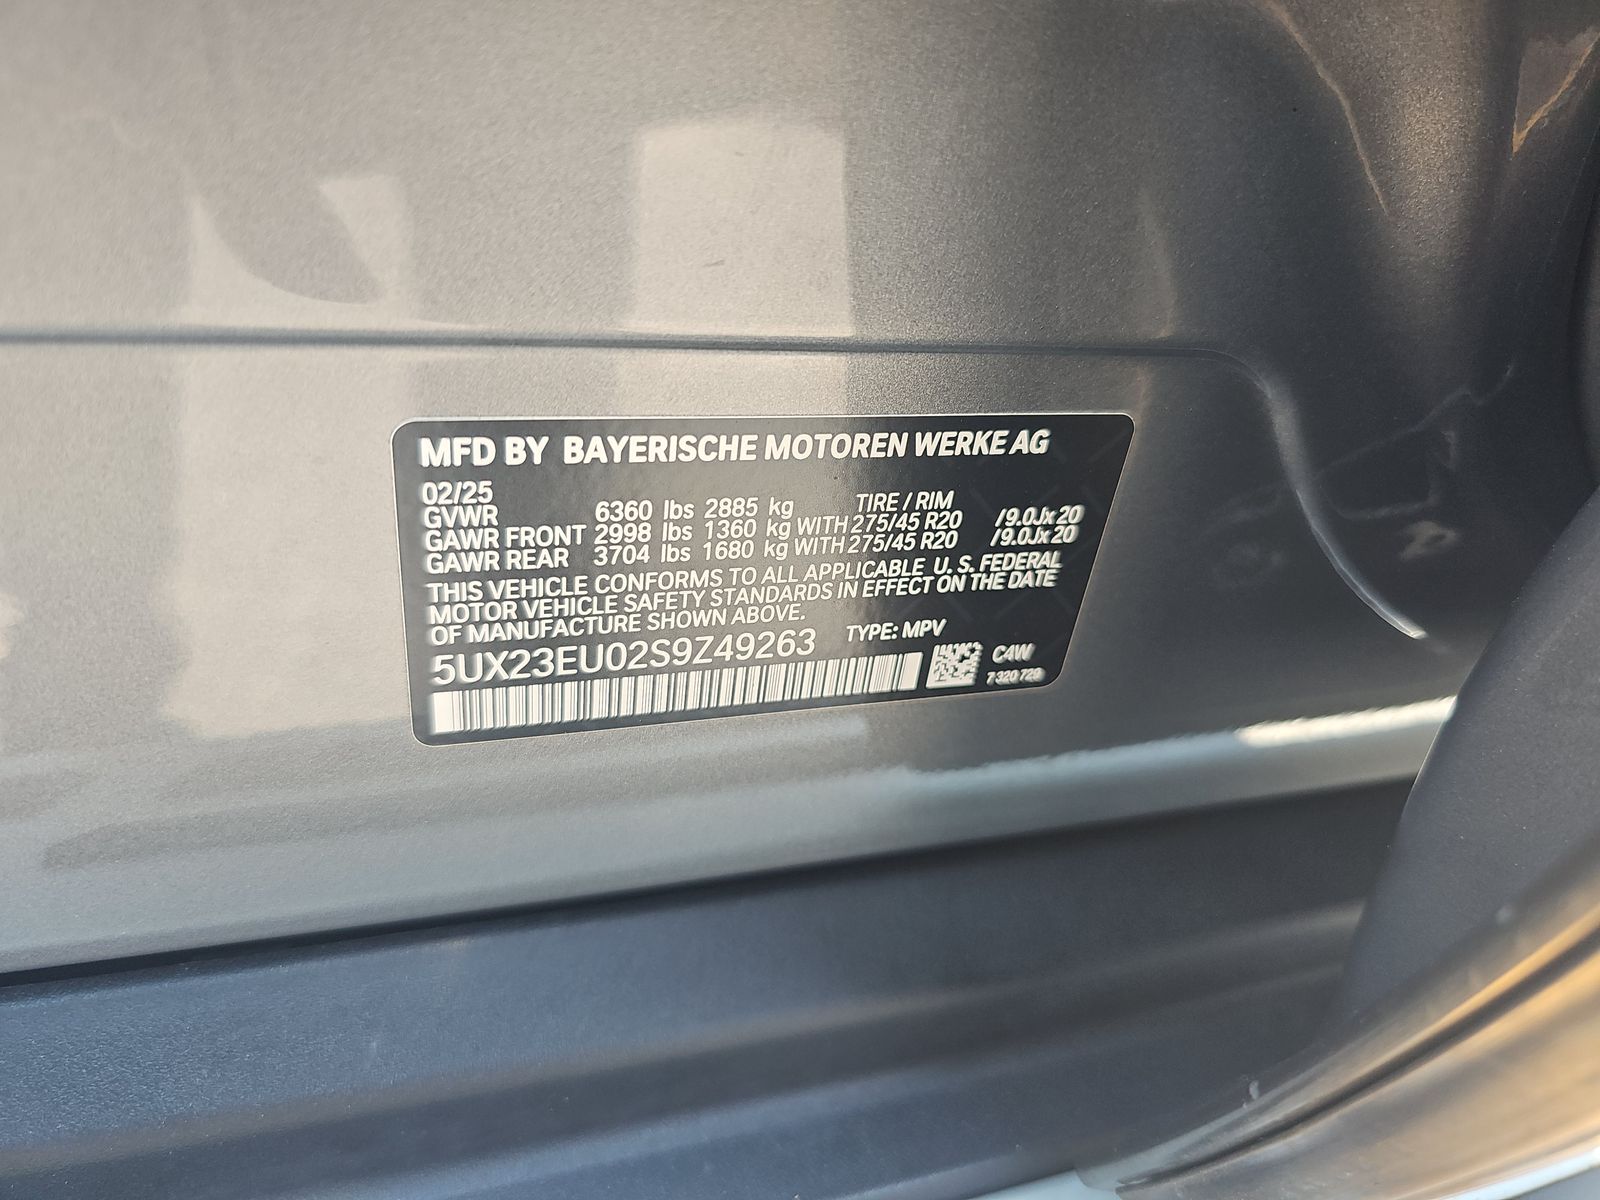 MFD BY BAYERISCHE MOTOREN WERKE AG
02/25
GVWR 6360 lbs 2885 kg TIRE / RIM
GAWR FRONT 2998 lbs 1360 kg WITH 275/45 R20 /9.0Jx20
GAWR REAR 3704 lbs 1680 kg WITH 275/45 R20 /9.0Jx20
THIS VEHICLE CONFORMS TO ALL APPLICABLE U. S. FEDERAL
MOTOR VEHICLE SAFETY STANDARDS IN EFFECT ON THE DATE
OF MANUFACTURE SHOWN ABOVE.
5UX23EU02S9Z49263 TYPE: MPV
C4W
7 320 729